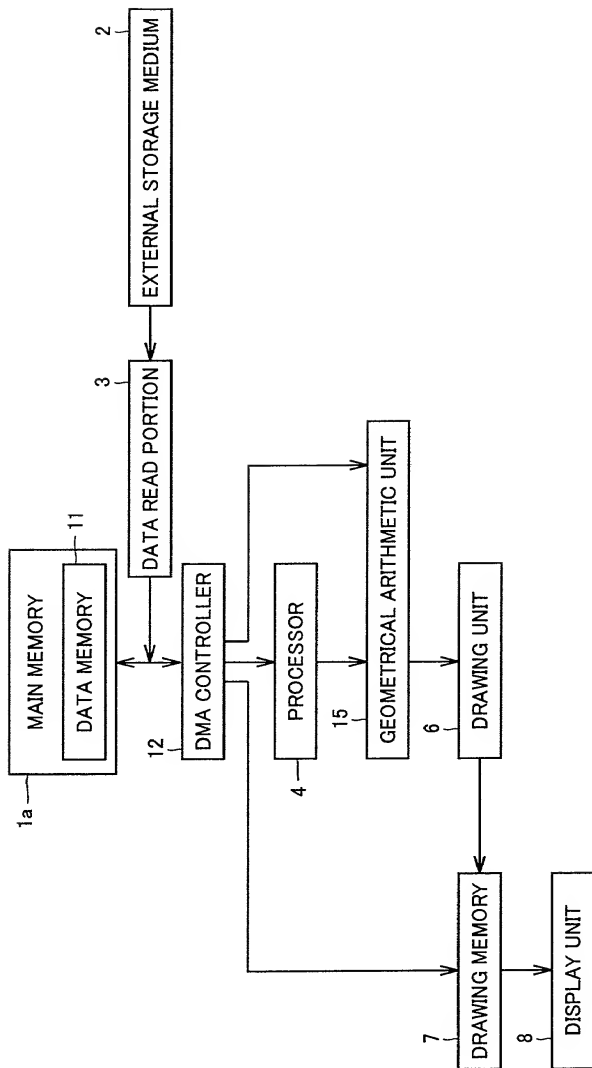 1a
MAIN MEMORY
11
DATA MEMORY
3
DATA READ PORTION
2
EXTERNAL STORAGE MEDIUM
12
DMA CONTROLLER
4
PROCESSOR
15
GEOMETRICAL ARITHMETIC UNIT
6
DRAWING UNIT
7
DRAWING MEMORY
8
DISPLAY UNIT